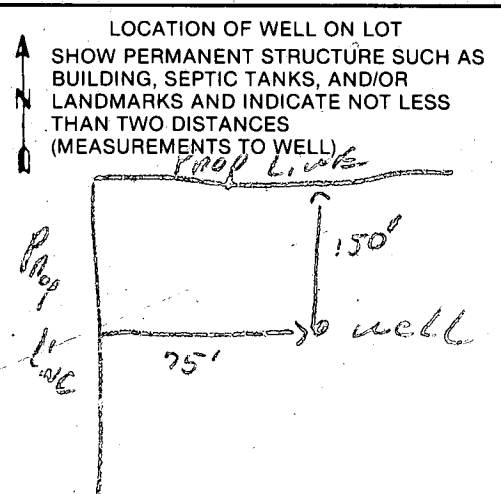 LOCATION OF WELL ON LOT
SHOW PERMANENT STRUCTURE SUCH AS
BUILDING, SEPTIC TANKS, AND/OR
N
LANDMARKS AND INDICATE NOT LESS
THAN TWO DISTANCES
(MEASUREMENTS TO WELL)
Prop Line
150'
Prop
Line
well
75'